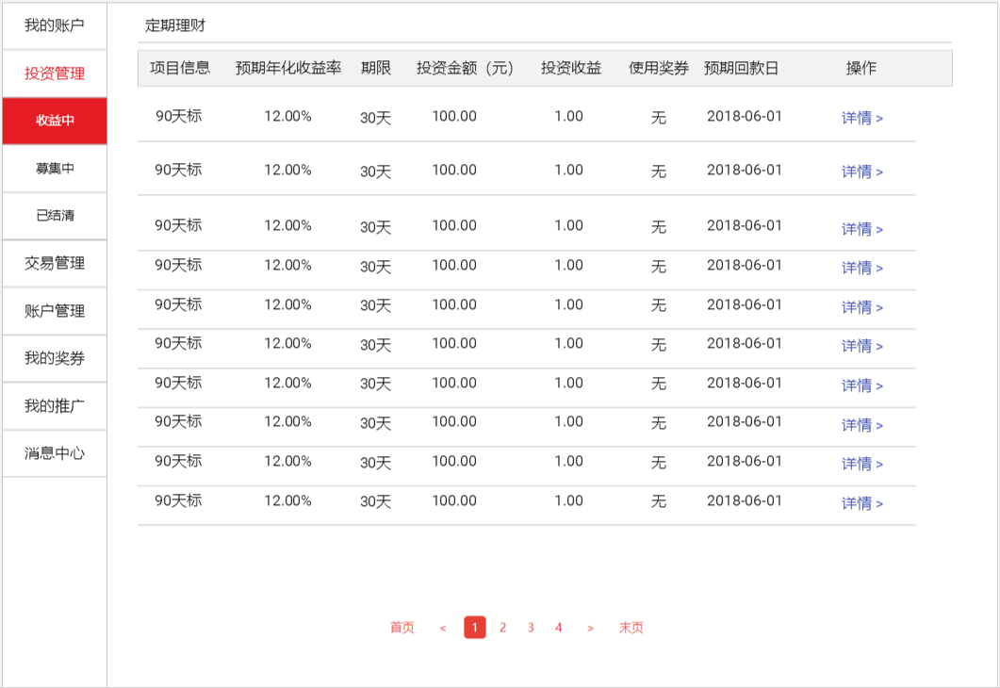 我的账户
投资管理
收益中
募集中
已结清
交易管理
账户管理
我的奖券
我的推广
消息中心
定期理财
项目信息 预期年化收益率 期限 投资金额（元） 投资收益 使用奖券 预期回款日 操作
90天标 12.00% 30天 100.00 1.00 无 2018-06-01 详情 >
90天标 12.00% 30天 100.00 1.00 无 2018-06-01 详情 >
90天标 12.00% 30天 100.00 1.00 无 2018-06-01 详情 >
90天标 12.00% 30天 100.00 1.00 无 2018-06-01 详情 >
90天标 12.00% 30天 100.00 1.00 无 2018-06-01 详情 >
90天标 12.00% 30天 100.00 1.00 无 2018-06-01 详情 >
90天标 12.00% 30天 100.00 1.00 无 2018-06-01 详情 >
90天标 12.00% 30天 100.00 1.00 无 2018-06-01 详情 >
90天标 12.00% 30天 100.00 1.00 无 2018-06-01 详情 >
90天标 12.00% 30天 100.00 1.00 无 2018-06-01 详情 >
首页 < 1 2 3 4 > 末页